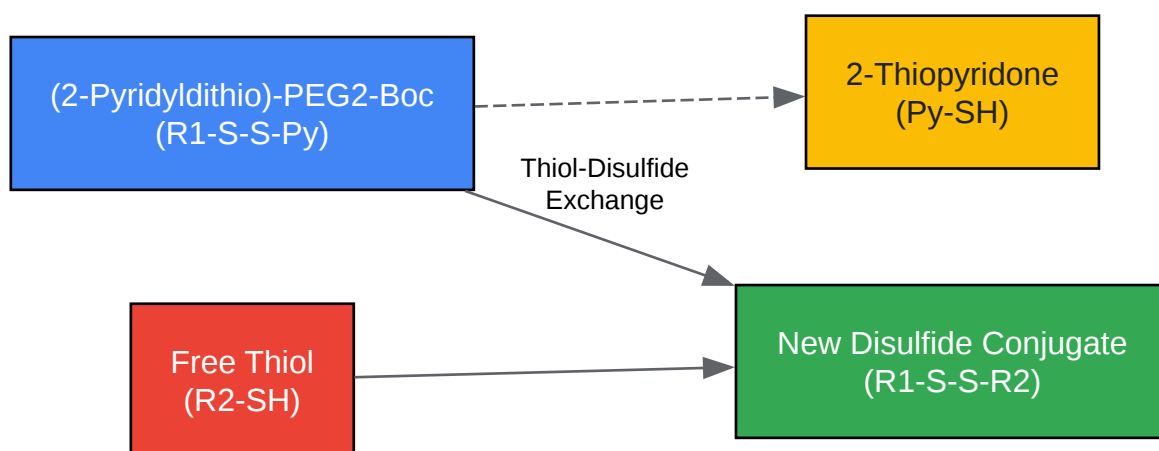 (2-Pyridyldithio)-PEG2-Boc
(R1-S-S-Py)
2-Thiopyridone
(Py-SH)
Thiol-Disulfide
Exchange
Free Thiol
(R2-SH)
New Disulfide Conjugate
(R1-S-S-R2)